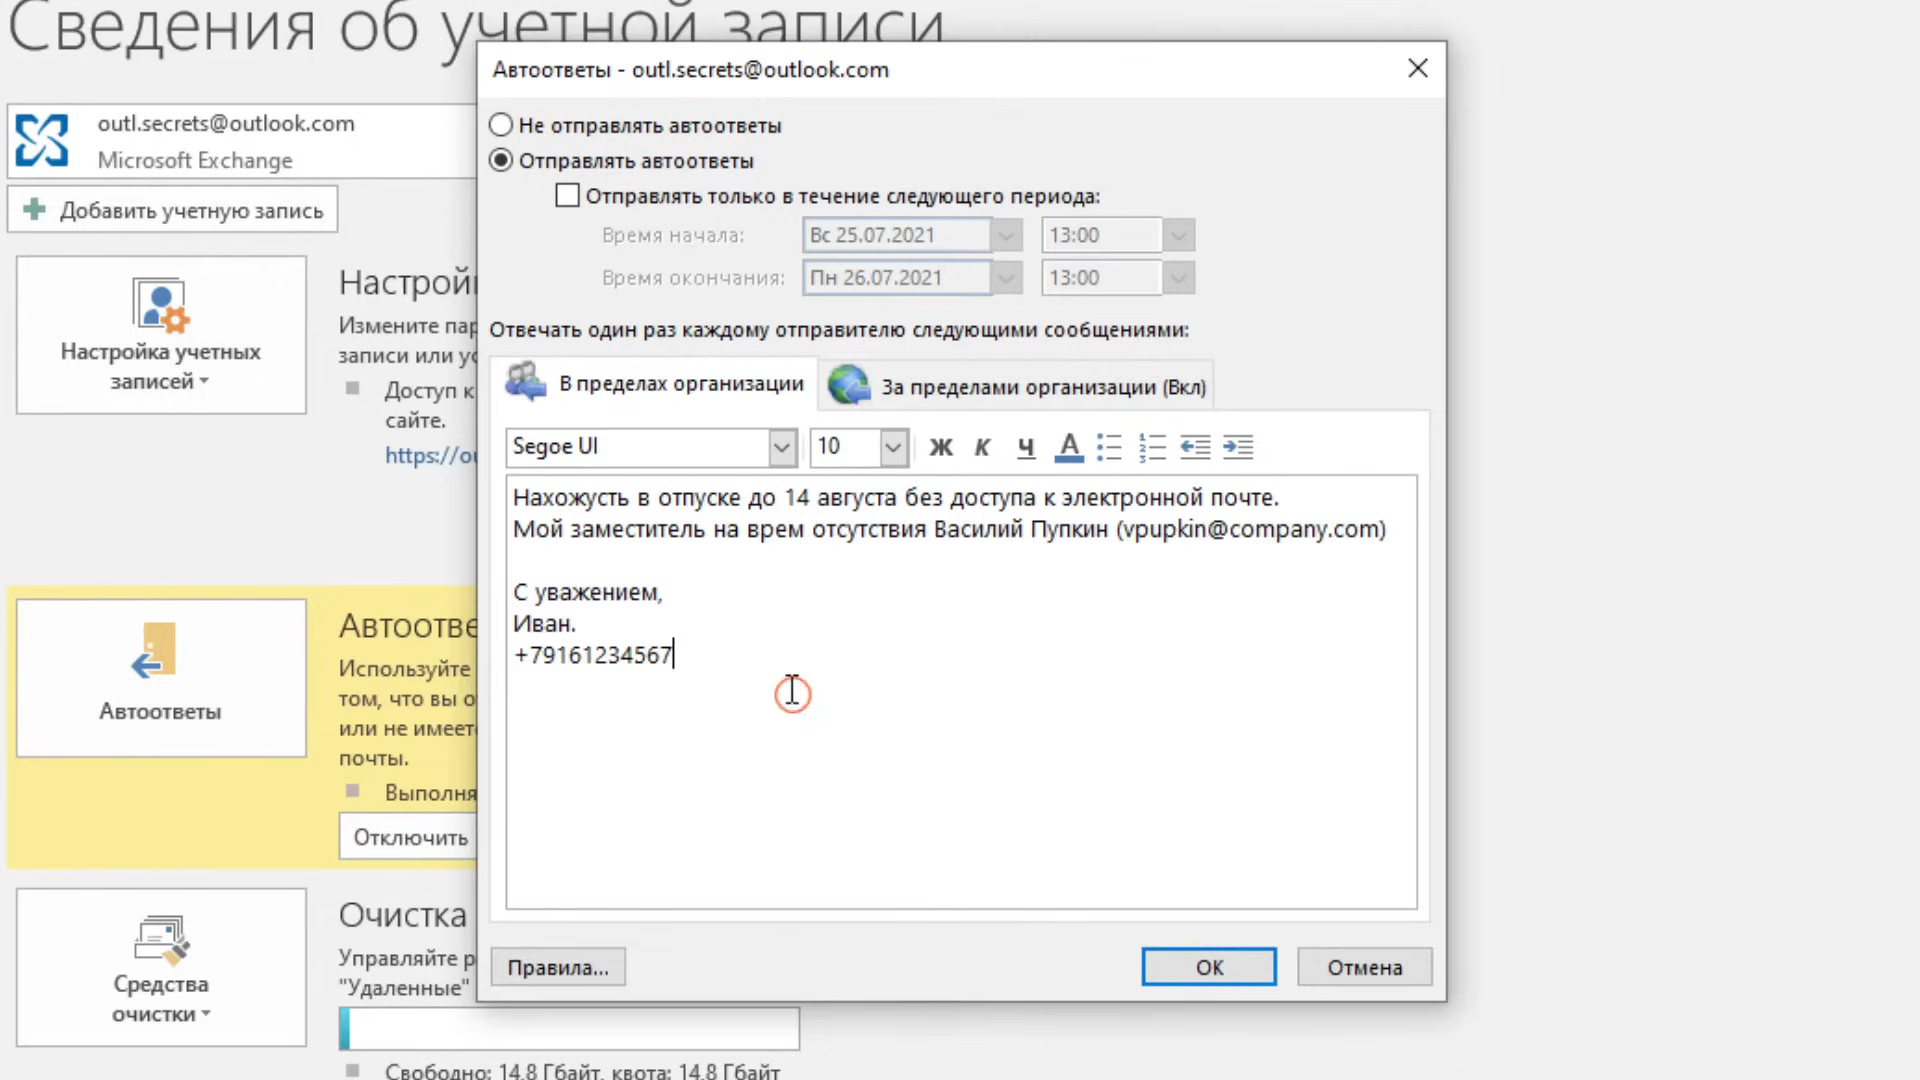 Сведения об учетной записи
Автоответы - outl.secrets@outlook.com
outl.secrets@outlook.com
Microsoft Exchange
Добавить учетную запись
Настройка учетных
записей
Измените
записи или
Доступ к
сайте.
https://
Автоответы
Используйте
том, что вы
или не
почты.
Отключить
Средства
очистки
Очистка
Управляйте
"Удаленные"
Свободно: 14,8 Гбайт, квота: 14,8 Гбайт
Не отправлять автоответы
Отправлять автоответы
Отправлять только в течение следующего периода:
Время начала: Вс 25.07.2021 13:00
Время окончания: Пн 26.07.2021 13:00
Отвечать один раз каждому отправителю следующими сообщениями:
В пределах организации
За пределами организации (Вкл)
Segoe UI 10 Ж К Ч А
Нахожусть в отпуске до 14 августа без доступа к электронной почте.
Мой заместитель на врем отсутствия Василий Пупкин (vpupkin@company.com)
С уважением,
Иван.
+79161234567
Правила...
ОК
Отмена